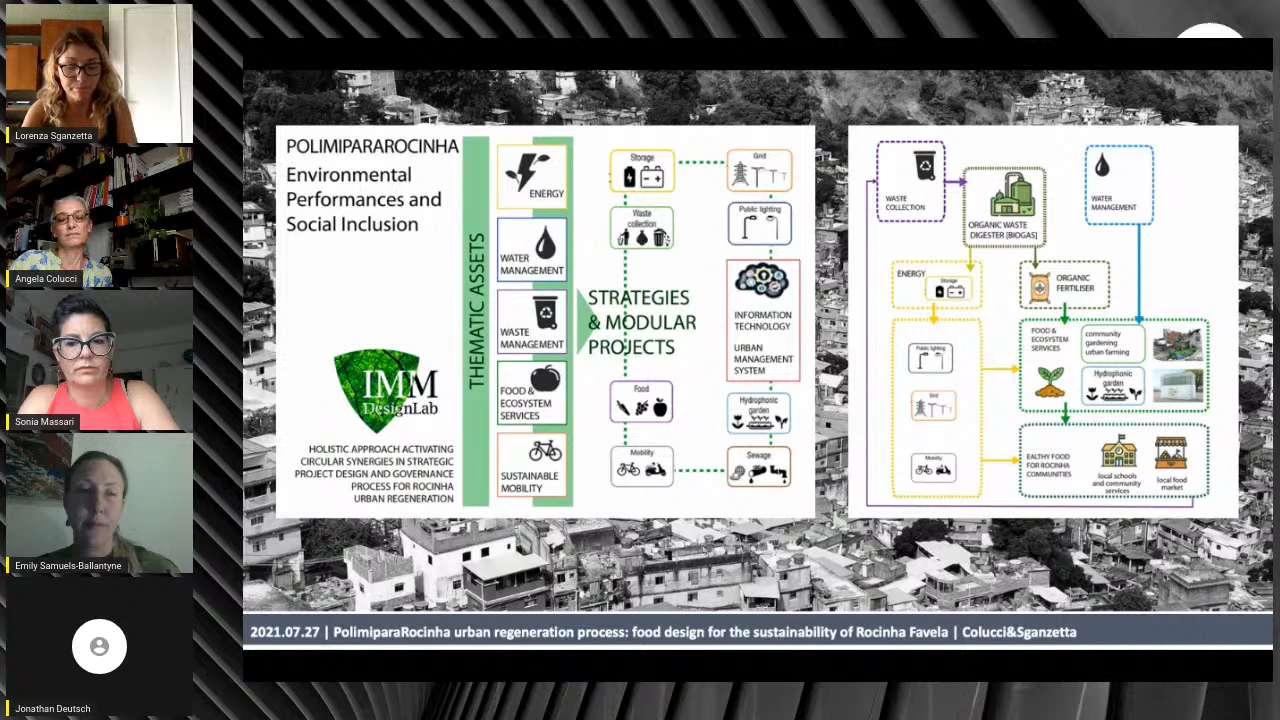 Lorenza Sganzetta
Angela Colucci
Sonia Massari
Emily Samuels-Ballantyne
Jonathan Deutsch
POLIMIPARAROCINHA
Environmental
Performances and
Social Inclusion
IMM
DesignLab
HOLISTIC APPROACH ACTIVATING
CIRCULAR SYNERGIES IN STRATEGIC
PROJECT DESIGN AND GOVERNANCE
PROCESS FOR ROCINHA
URBAN REGENERATION
THEMATIC ASSETS
ENERGY
WATER
MANAGEMENT
WASTE
MANAGEMENT
FOOD &
ECOSYSTEM
SERVICES
SUSTAINABLE
MOBILITY
Storage
Waste
collection
STRATEGIES
& MODULAR
PROJECTS
Food
Mobility
Grid
Public lighting
INFORMATION
TECHNOLOGY
URBAN
MANAGEMENT
SYSTEM
Hydrophonic
garden
Sewage
WASTE
COLLECTION
ORGANIC WASTE
DIGESTER [BIOGAS]
WATER
MANAGEMENT
ENERGY
Storage
ORGANIC
FERTILISER
Public lighting
Grid
Mobility
FOOD &
ECOSYSTEM
SERVICES
community
gardening
urban farming
Hydrophonic
garden
EALTHY FOOD
FOR ROCINHA
COMMUNITIES
local schools
and community
services
local food
market
2021.07.27 | PolimiparaRocinha urban regeneration process: food design for the sustainability of Rocinha Favela | Colucci&Sganzetta